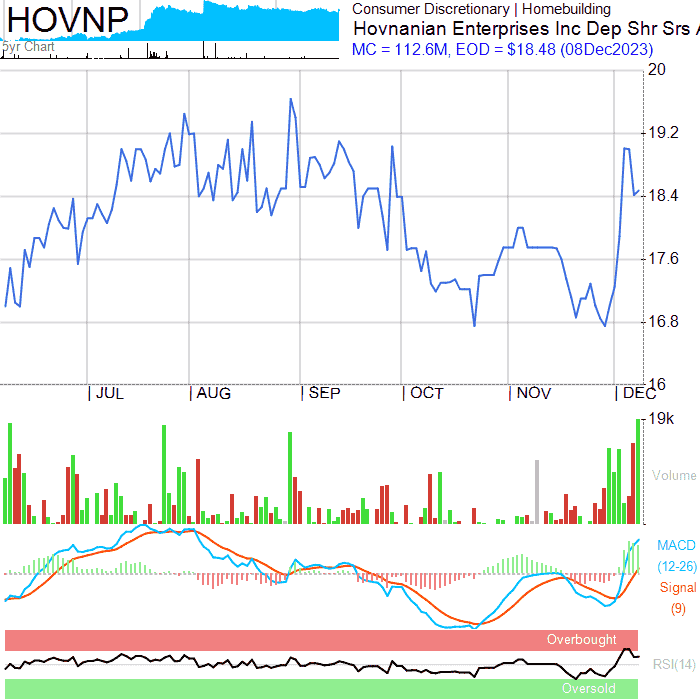 HOVNP
Consumer Discretionary | Homebuilding
Hovnanian Enterprises Inc Dep Shr Srs A
MC = 112.6M, EOD = $18.48 (08Dec2023)
5yr Chart
20
19.2
18.4
17.6
16.8
16
JUL AUG SEP OCT NOV DEC
19k
Volume
MACD
(12-26)
Signal
(9)
Overbought
RSI(14)
Oversold